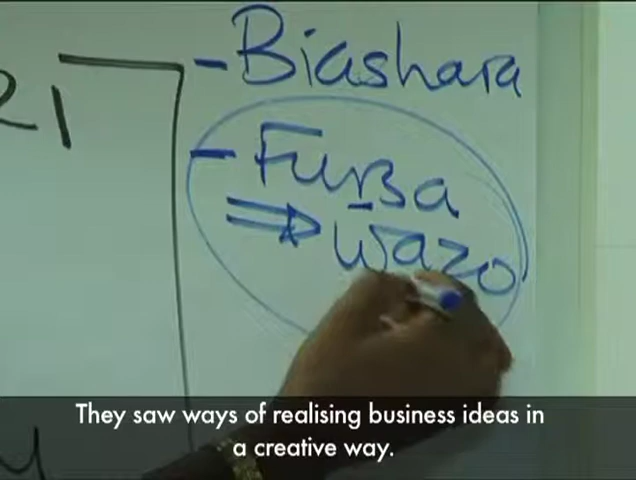 - Biashara
- Fursa
⇒ wazo
They saw ways of realising business ideas in
a creative way.